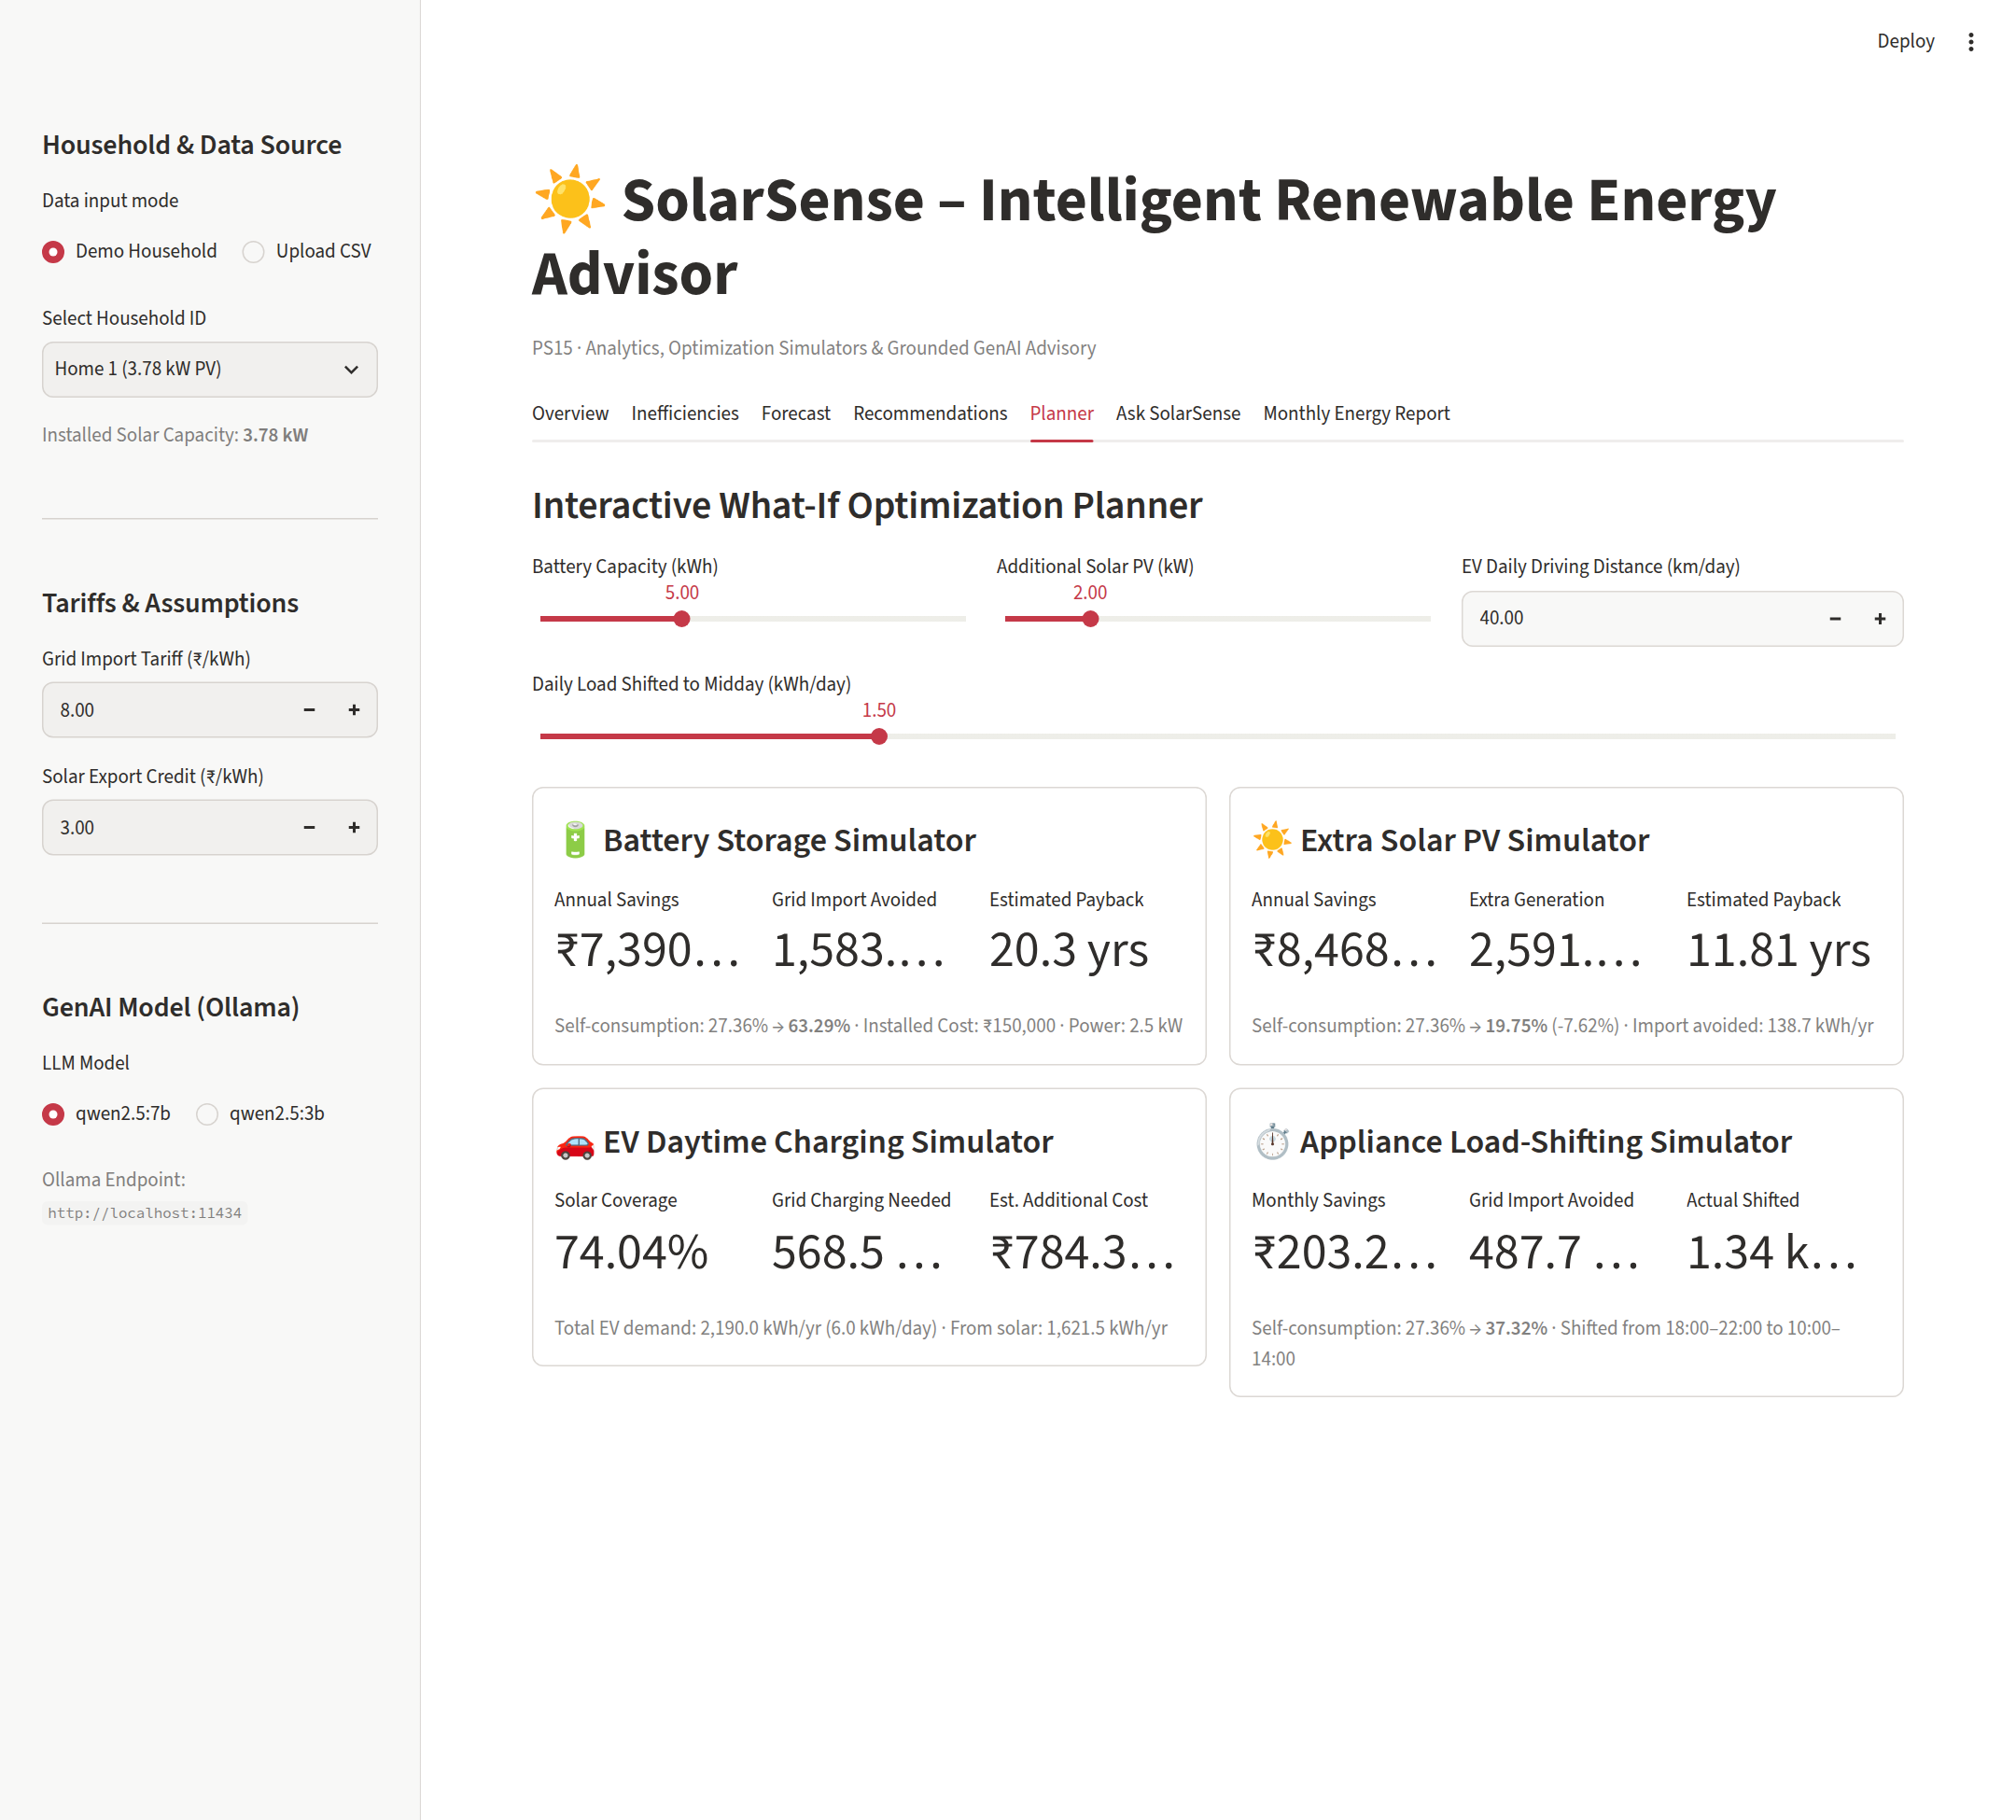 Deploy
Household & Data Source
Data input mode
Demo Household Upload CSV
Select Household ID
Home 1 (3.78 kW PV)
Installed Solar Capacity: 3.78 kW
Tariffs & Assumptions
Grid Import Tariff (₹/kWh)
8.00
Solar Export Credit (₹/kWh)
3.00
GenAI Model (Ollama)
LLM Model
qwen2.5:7b qwen2.5:3b
Ollama Endpoint:
http://localhost:11434
☀️ SolarSense – Intelligent Renewable Energy
Advisor
PS15 · Analytics, Optimization Simulators & Grounded GenAI Advisory
Overview Inefficiencies Forecast Recommendations Planner Ask SolarSense Monthly Energy Report
Interactive What-If Optimization Planner
Battery Capacity (kWh)
5.00
Additional Solar PV (kW)
2.00
EV Daily Driving Distance (km/day)
40.00
Daily Load Shifted to Midday (kWh/day)
1.50
🔋 Battery Storage Simulator
Annual Savings Grid Import Avoided Estimated Payback
₹7,390… 1,583.… 20.3 yrs
Self-consumption: 27.36% → 63.29% · Installed Cost: ₹150,000 · Power: 2.5 kW
☀️ Extra Solar PV Simulator
Annual Savings Extra Generation Estimated Payback
₹8,468… 2,591.… 11.81 yrs
Self-consumption: 27.36% → 19.75% (-7.62%) · Import avoided: 138.7 kWh/yr
🚗 EV Daytime Charging Simulator
Solar Coverage Grid Charging Needed Est. Additional Cost
74.04% 568.5 … ₹784.3…
Total EV demand: 2,190.0 kWh/yr (6.0 kWh/day) · From solar: 1,621.5 kWh/yr
⏱️ Appliance Load-Shifting Simulator
Monthly Savings Grid Import Avoided Actual Shifted
₹203.2… 487.7 … 1.34 k…
Self-consumption: 27.36% → 37.32% · Shifted from 18:00–22:00 to 10:00–
14:00